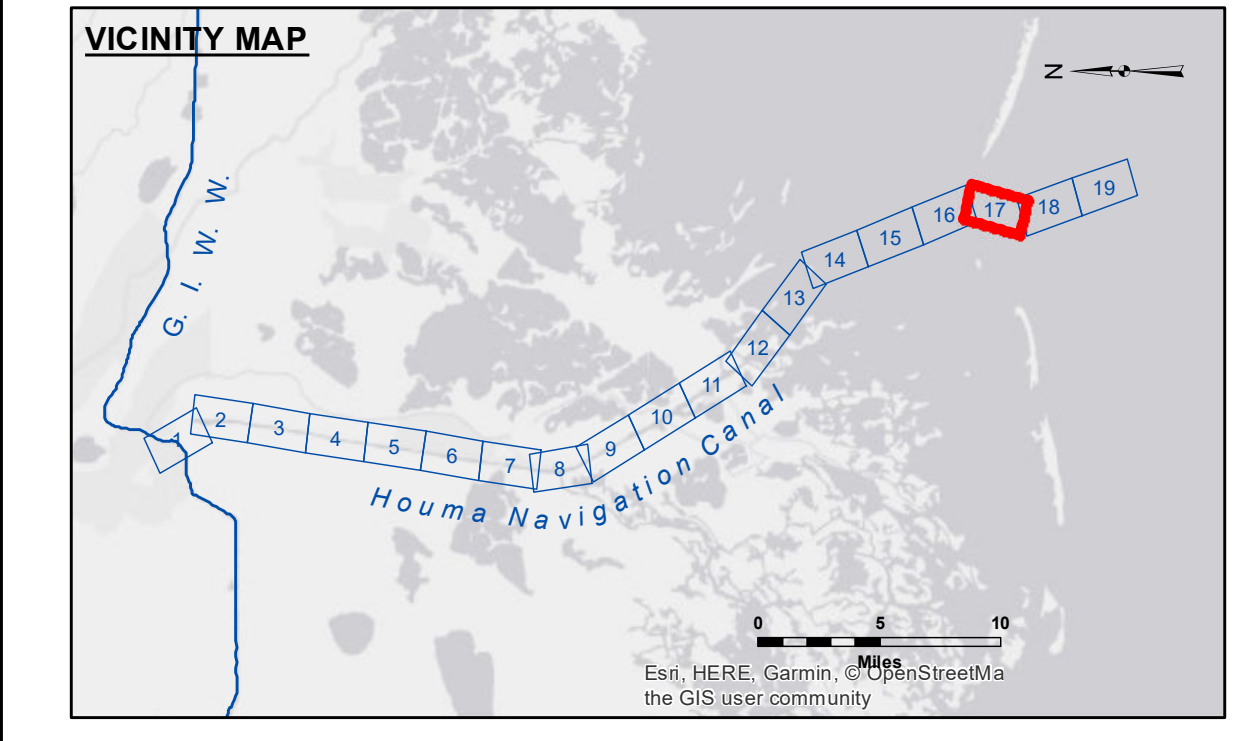 VICINITY MAP
N
G. I. W. W.
1
2
3
4
5
6
7
8
9
10
11
12
13
14
15
16
17
18
19
Houma Navigation Canal
0 5 10
Miles
Esri, HERE, Garmin, © OpenStreetMa
the GIS user community